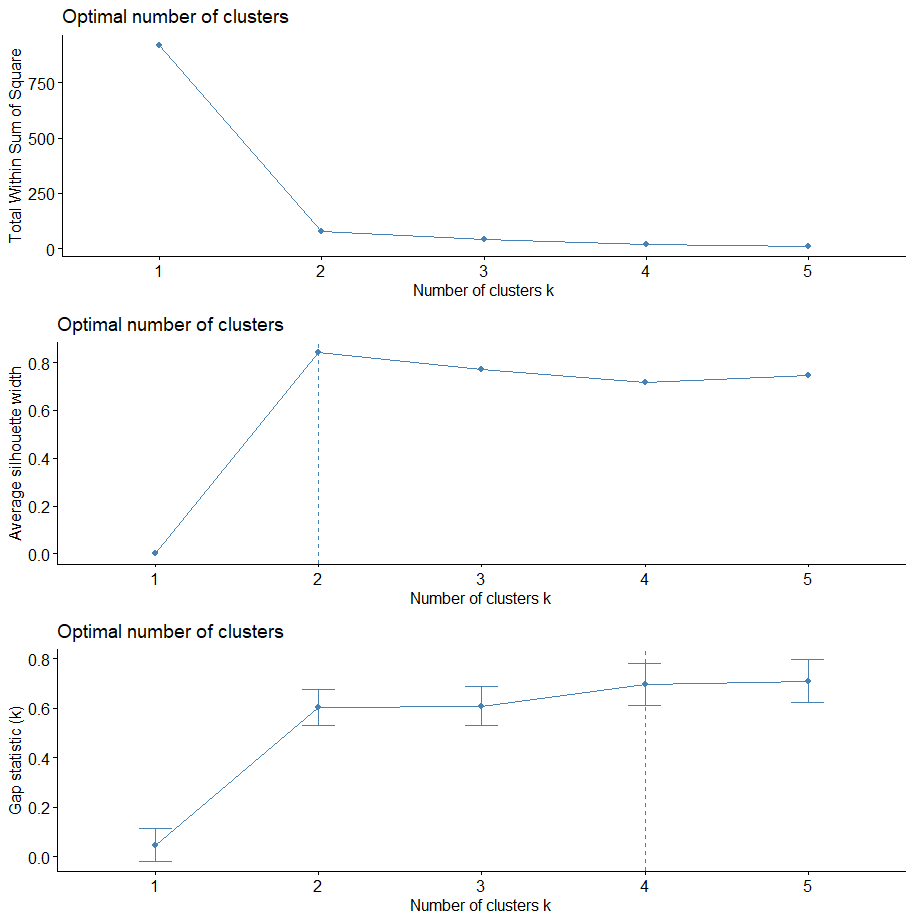 Optimal number of clusters
Total Within Sum of Square
750
500
250
0
1 2 3 4 5
Number of clusters k
Optimal number of clusters
Average silhouette width
0.8
0.6
0.4
0.2
0.0
1 2 3 4 5
Number of clusters k
Optimal number of clusters
Gap statistic (k)
0.8
0.6
0.4
0.2
0.0
1 2 3 4 5
Number of clusters k